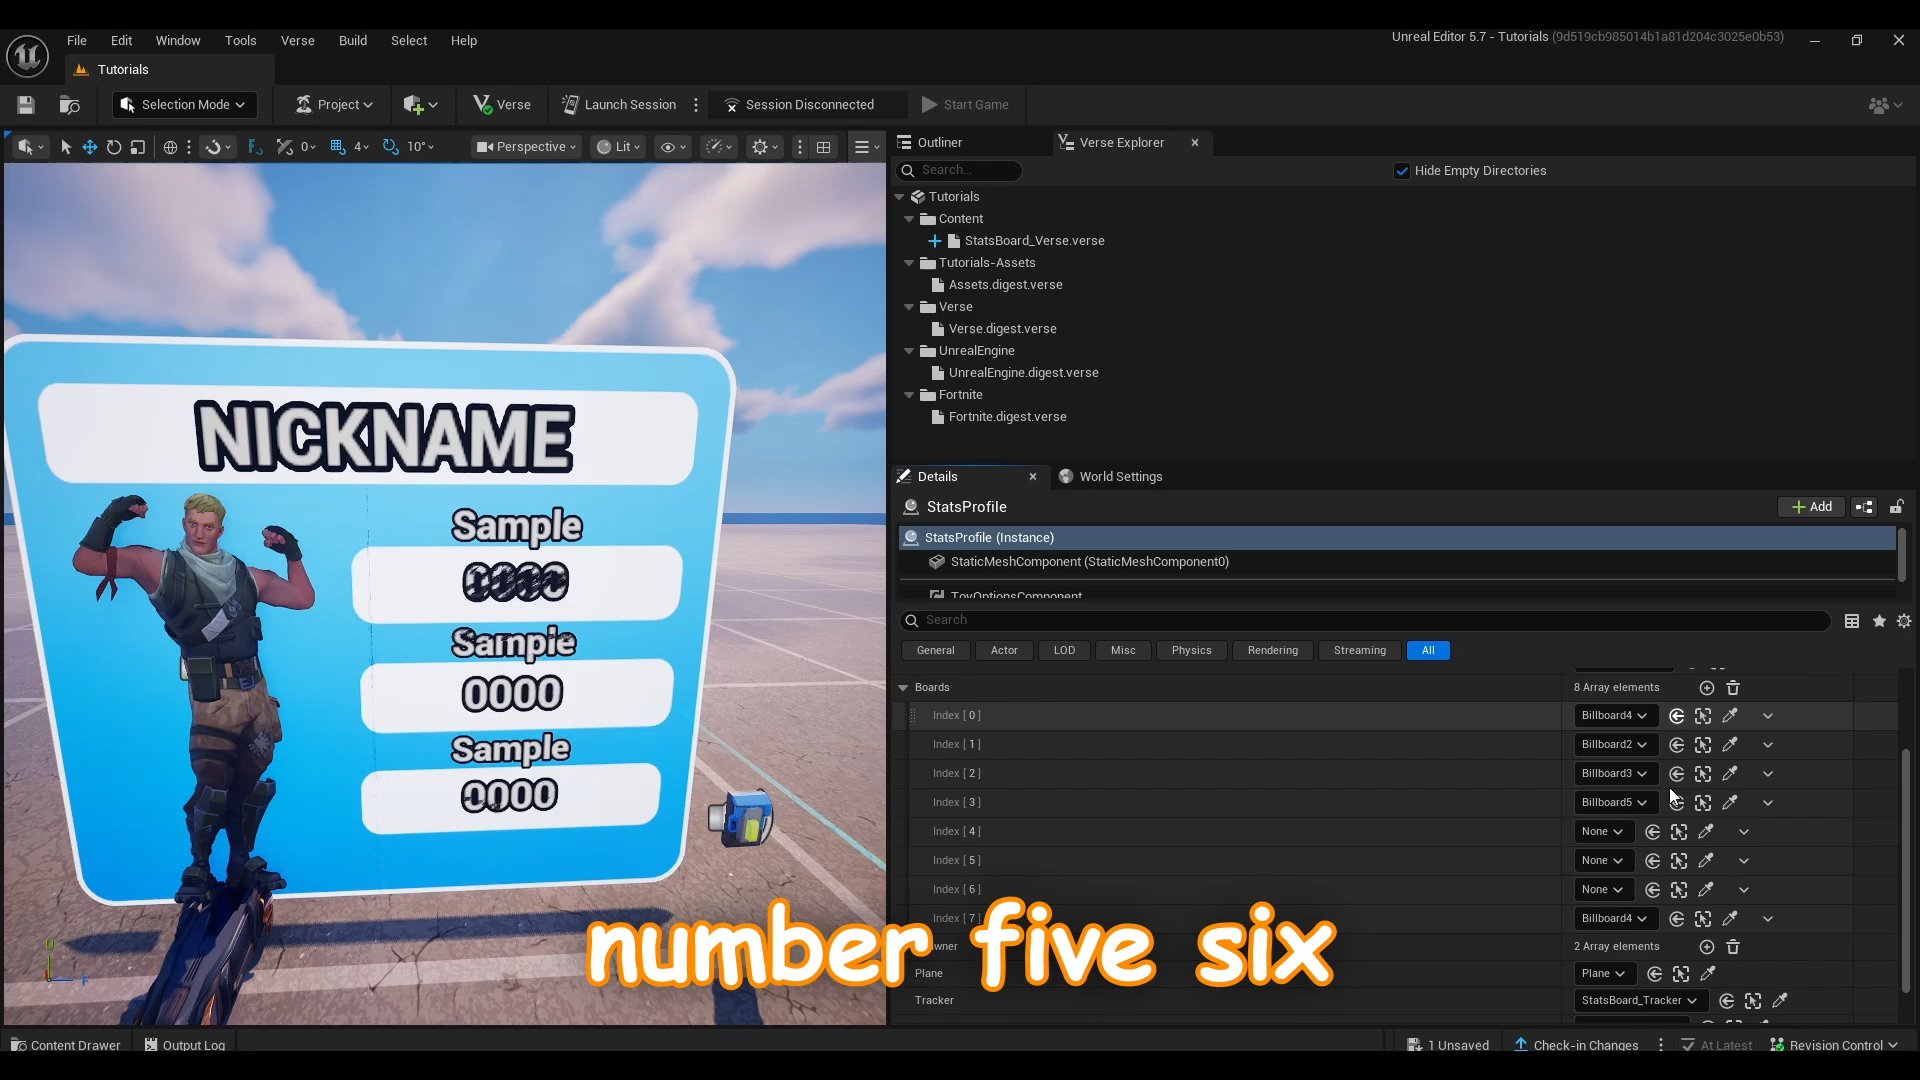 File Edit Window Tools Verse Build Select Help
Unreal Editor 5.7 - Tutorials (9d519cb985014b1a81d204c3025e0b53)
Tutorials
Selection Mode Project Verse Launch Session Session Disconnected Start Game
0 4 10° Perspective Lit
Outliner Verse Explorer
Search...
Hide Empty Directories
Tutorials
Content
StatsBoard_Verse.verse
Tutorials-Assets
Assets.digest.verse
Verse
Verse.digest.verse
UnrealEngine
UnrealEngine.digest.verse
Fortnite
Fortnite.digest.verse
NICKNAME
Sample
0000
Sample
0000
Sample
0000
Details World Settings
StatsProfile
Add
StatsProfile (Instance)
StaticMeshComponent (StaticMeshComponent0)
ToyOptionsComponent
Search
General Actor LOD Misc Physics Rendering Streaming All
Boards 8 Array elements
Index [ 0 ] Billboard4
Index [ 1 ] Billboard2
Index [ 2 ] Billboard3
Index [ 3 ] Billboard5
Index [ 4 ] None
Index [ 5 ] None
Index [ 6 ] None
Index [ 7 ] Billboard4
2 Array elements
Plane Plane
Tracker StatsBoard_Tracker
number five six
Content Drawer Output Log
1 Unsaved Check-in Changes At Latest Revision Control